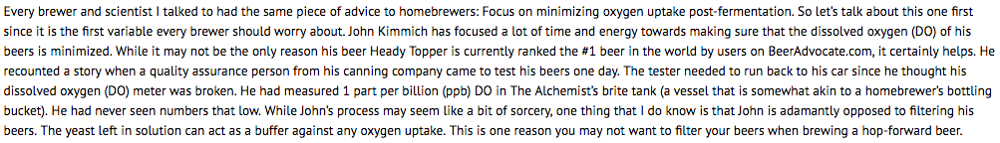 Every brewer and scientist I talked to had the same piece of advice to homebrewers: Focus on minimizing oxygen uptake post-fermentation. So let's talk about this one first
since it is the first variable every brewer should worry about. John Kimmich has focused a lot of time and energy towards making sure that the dissolved oxygen (DO) of his
beers is minimized. While it may not be the only reason his beer Heady Topper is currently ranked the #1 beer in the world by users on BeerAdvocate.com, it certainly helps. He
recounted a story when a quality assurance person from his canning company came to test his beers one day. The tester needed to run back to his car since he thought his
dissolved oxygen (DO) meter was broken. He had measured 1 part per billion (ppb) DO in The Alchemist's brite tank (a vessel that is somewhat akin to a homebrewer's bottling
bucket). He had never seen numbers that low. While John's process may seem like a bit of sorcery, one thing that I do know is that John is adamantly opposed to filtering his
beers. The yeast left in solution can act as a buffer against any oxygen uptake. This is one reason you may not want to filter your beers when brewing a hop-forward beer.